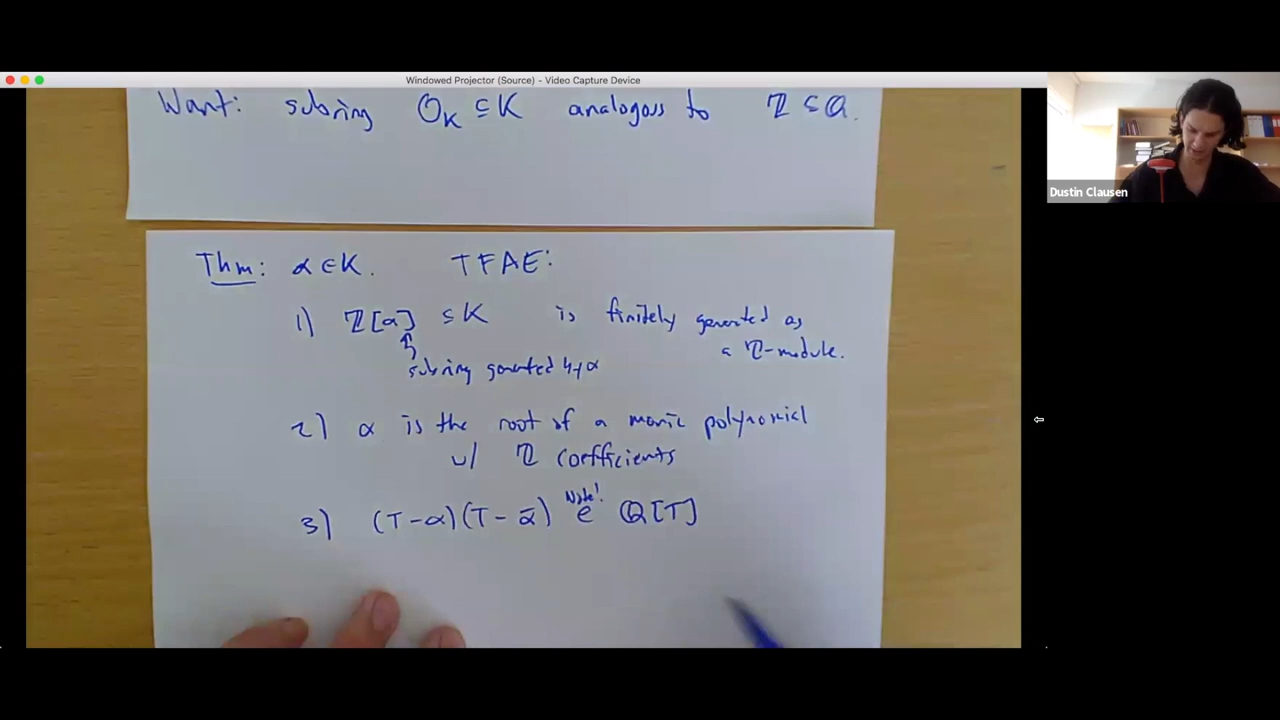 Windowed Projector (Source) - Video Capture Device
Want: subring O_K ⊆ K analogous to ℤ ⊆ ℚ.
Dustin Clausen
Thm: α ∈ K. TFAE:
1) ℤ[α] ⊆ K is finitely generated as
a ℤ-module.
subring generated by α
2) α is the root of a monic polynomial
w/ ℤ coefficients
Note!
3) (T-α)(T-ᾱ) ∈ ℚ[T]